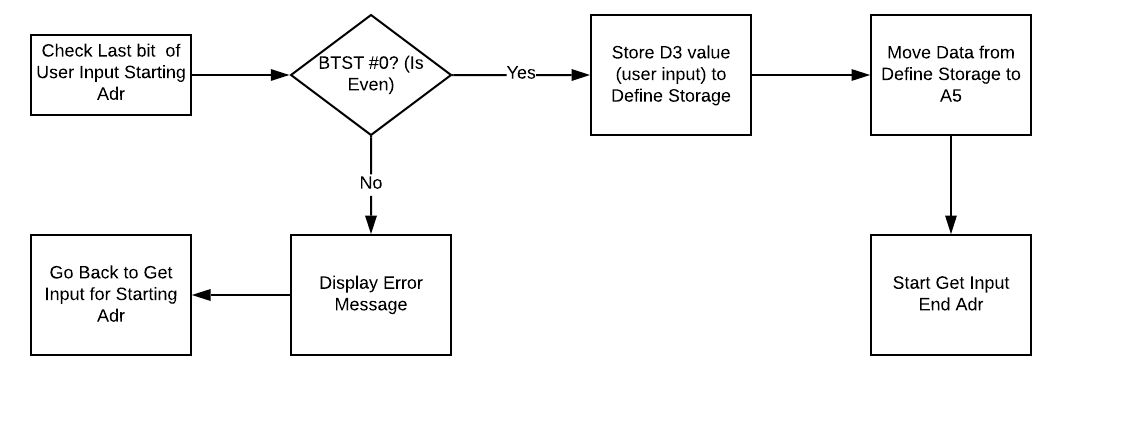 Check Last bit  of
User Input Starting
Adr
BTST #0? (Is
Even)
Yes
Store D3 value
(user input) to
Define Storage
Move Data from
Define Storage to
A5
No
Go Back to Get
Input for Starting
Adr
Display Error
Message
Start Get Input
End Adr